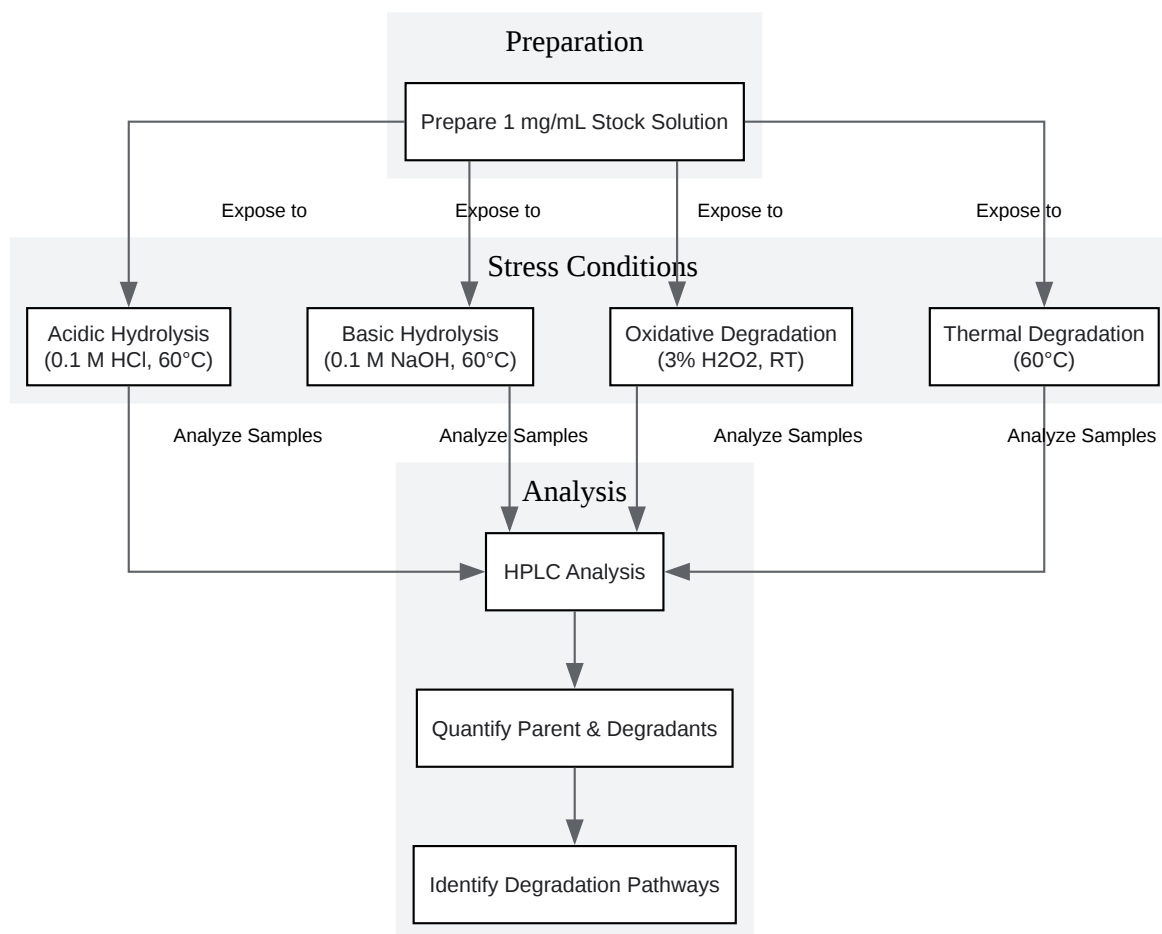 Preparation
Prepare 1 mg/mL Stock Solution
Expose to
Expose to
Expose to
Expose to
Stress Conditions
Acidic Hydrolysis
(0.1 M HCl, 60°C)
Basic Hydrolysis
(0.1 M NaOH, 60°C)
Oxidative Degradation
(3% H2O2, RT)
Thermal Degradation
(60°C)
Analyze Samples
Analyze Samples
Analyze Samples
Analyze Samples
Analysis
HPLC Analysis
Quantify Parent & Degradants
Identify Degradation Pathways